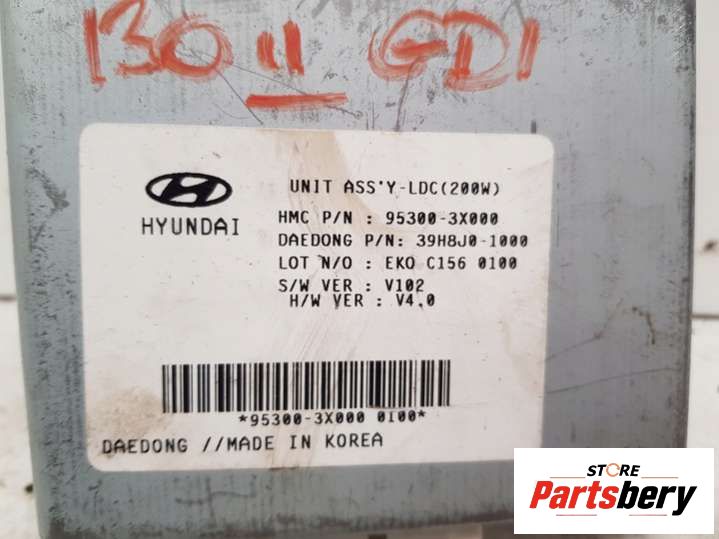 130 11 GDI
HYUNDAI
UNIT ASS'Y-LDC(200W)
HMC P/N : 95300-3X000
DAEDONG P/N: 39H8J0-1000
LOT N/O : EKO C156 0100
S/W VER : V102
H/W VER : V4.0
*95300-3X000 0100*
DAEDONG //MADE IN KOREA
STORE
Partsbery